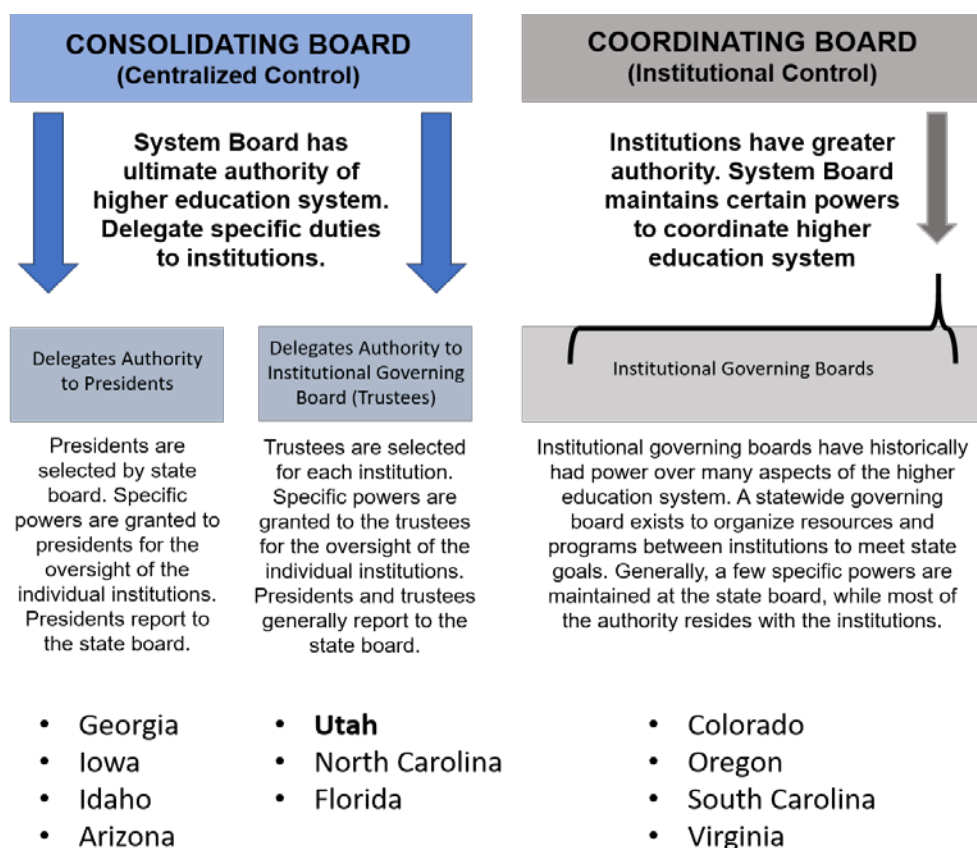 CONSOLIDATING BOARD
(Centralized Control)
System Board has
ultimate authority of
higher education system.
Delegate specific duties
to institutions.
Delegates Authority
to Presidents
Presidents are
selected by state
board. Specific
powers are granted to
presidents for the
oversight of the
individual institutions.
Presidents report to
the state board.
• Georgia
• Iowa
• Idaho
• Arizona
Delegates Authority to
Institutional Governing
Board (Trustees)
Trustees are selected
for each institution.
Specific powers are
granted to the trustees
for the oversight of the
individual institutions.
Presidents and trustees
generally report to the
state board.
• Utah
• North Carolina
• Florida
COORDINATING BOARD
(Institutional Control)
Institutions have greater
authority. System Board
maintains certain powers
to coordinate higher
education system
Institutional Governing Boards
Institutional governing boards have historically
had power over many aspects of the higher
education system. A statewide governing
board exists to organize resources and
programs between institutions to meet state
goals. Generally, a few specific powers are
maintained at the state board, while most of
the authority resides with the institutions.
• Colorado
• Oregon
• South Carolina
• Virginia